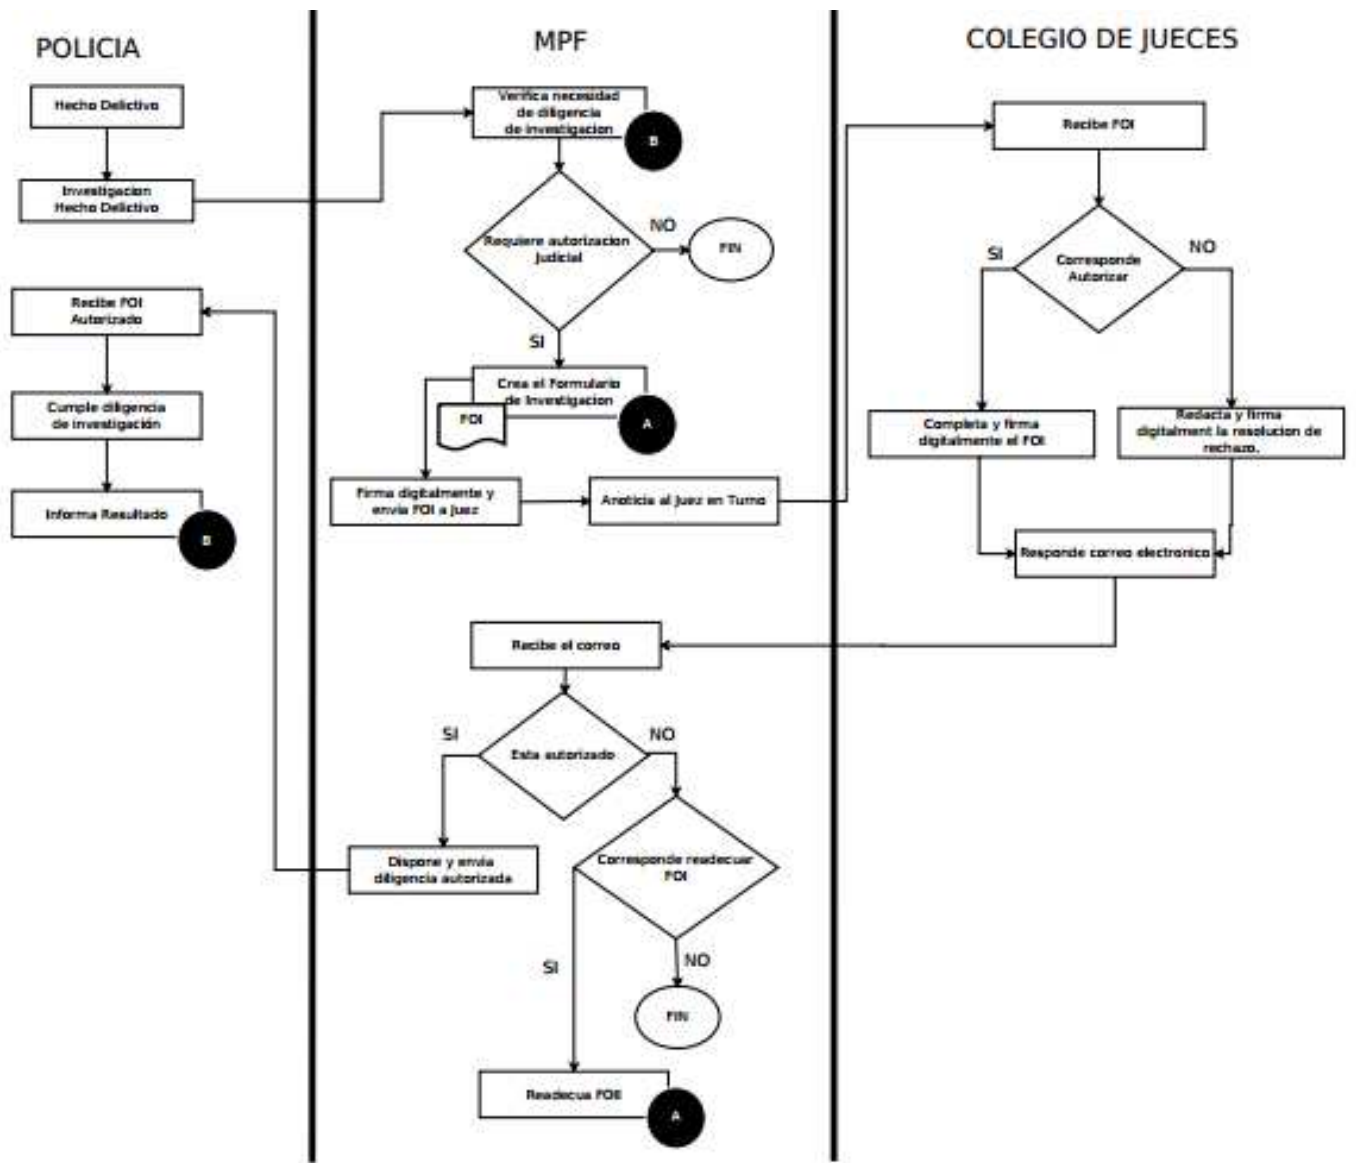 POLICIA
Hecho Delictivo
Investigacion
Hecho Delictivo
Recibe FOI
Autorizado
Cumple diligencia
de investigación
Informa Resultado
B
MPF
Verifica necesidad
de diligencia
de investigacion
B
Requiere autorizacion
Judicial
NO
FIN
SI
Crea el Formulario
de Investigacion
FOI
A
Firma digitalmente y
envia FOI a Juez
Anoticia al Juez en Turno
Recibe el correo
Esta autorizado
SI
NO
Dispone y envia
diligencia autorizada
Corresponde readecuar
FOI
SI
NO
FIN
Readecua FOII
A
COLEGIO DE JUECES
Recibe FOI
Corresponde
Autorizar
SI
NO
Completa y firma
digitalmente el FOI
Redacta y firma
digitalment la resolucion de
rechazo.
Responde correo electronico